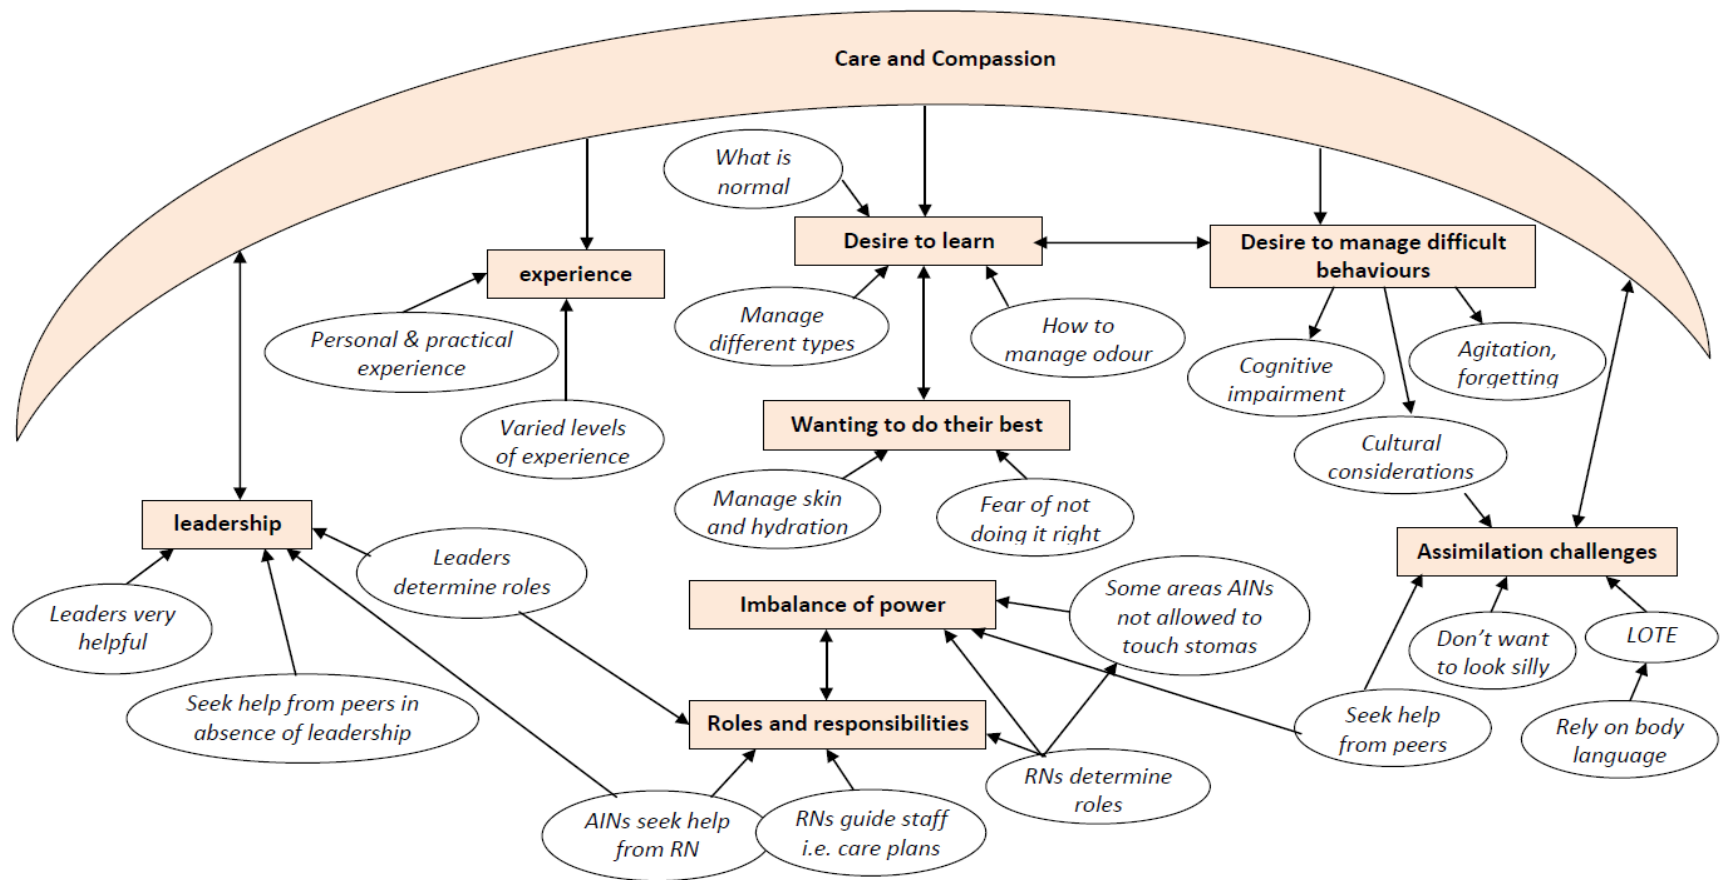 Care and Compassion
What is
normal
Desire to learn
Desire to manage difficult
behaviours
experience
Personal & practical
experience
Manage
different types
How to
manage odour
Cognitive
impairment
Agitation,
forgetting
Varied levels
of experience
Wanting to do their best
Cultural
considerations
Manage skin
and hydration
Fear of not
doing it right
leadership
Leaders
determine roles
Assimilation challenges
Leaders very
helpful
Imbalance of power
Some areas AINs
not allowed to
touch stomas
Don't want
to look silly
LOTE
Seek help from peers in
absence of leadership
Roles and responsibilities
Seek help
from peers
Rely on body
language
RNs determine
roles
AINs seek help
from RN
RNs guide staff
i.e. care plans